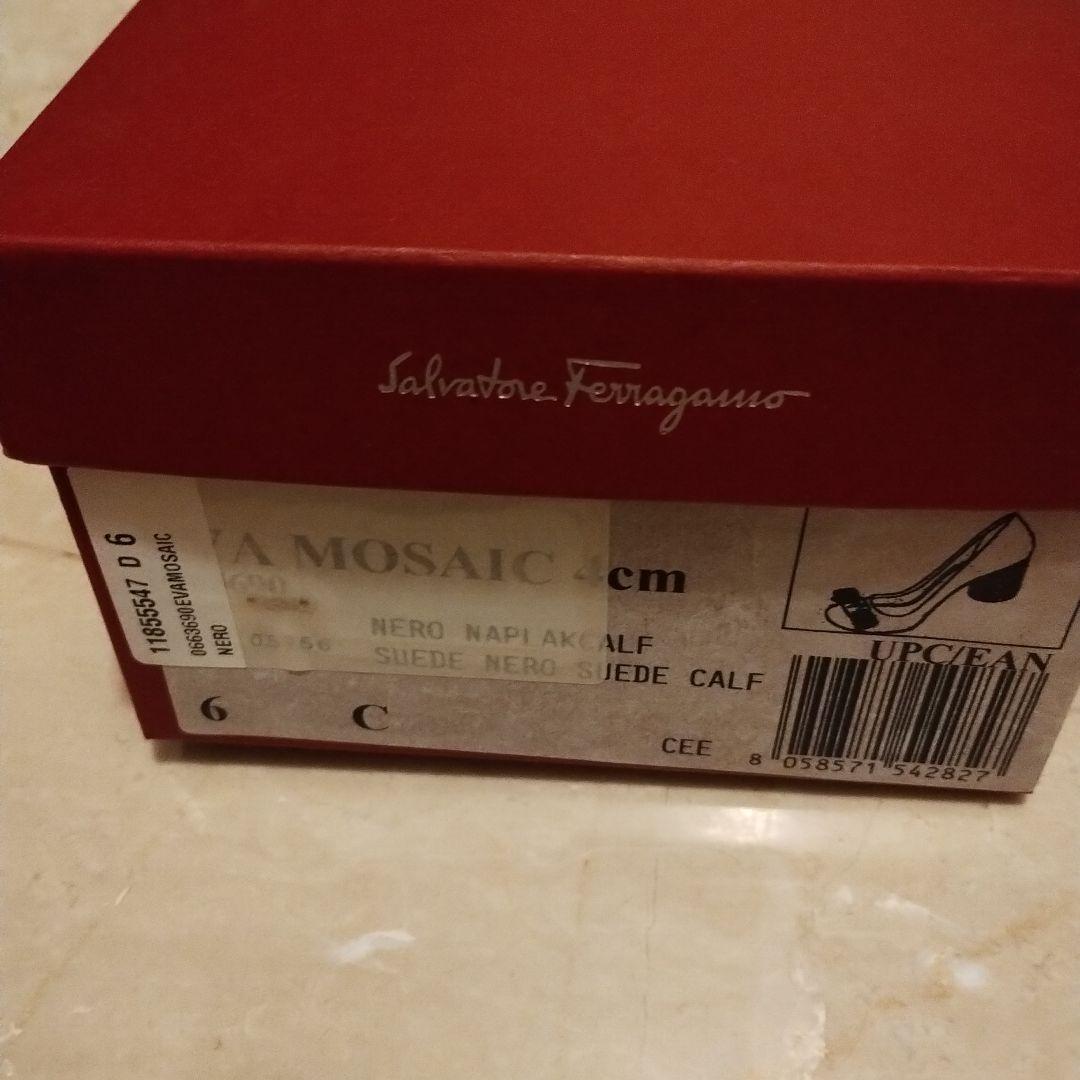 Salvatore Ferragamo
11855547 D 6
0663690EVAMOSAIC
NERO
VA MOSAIC 4cm
690
NERO NAPLAKCALF
SUEDE NERO SUEDE CALF
6 C
CEE
UPC/EAN
8 058571 542827